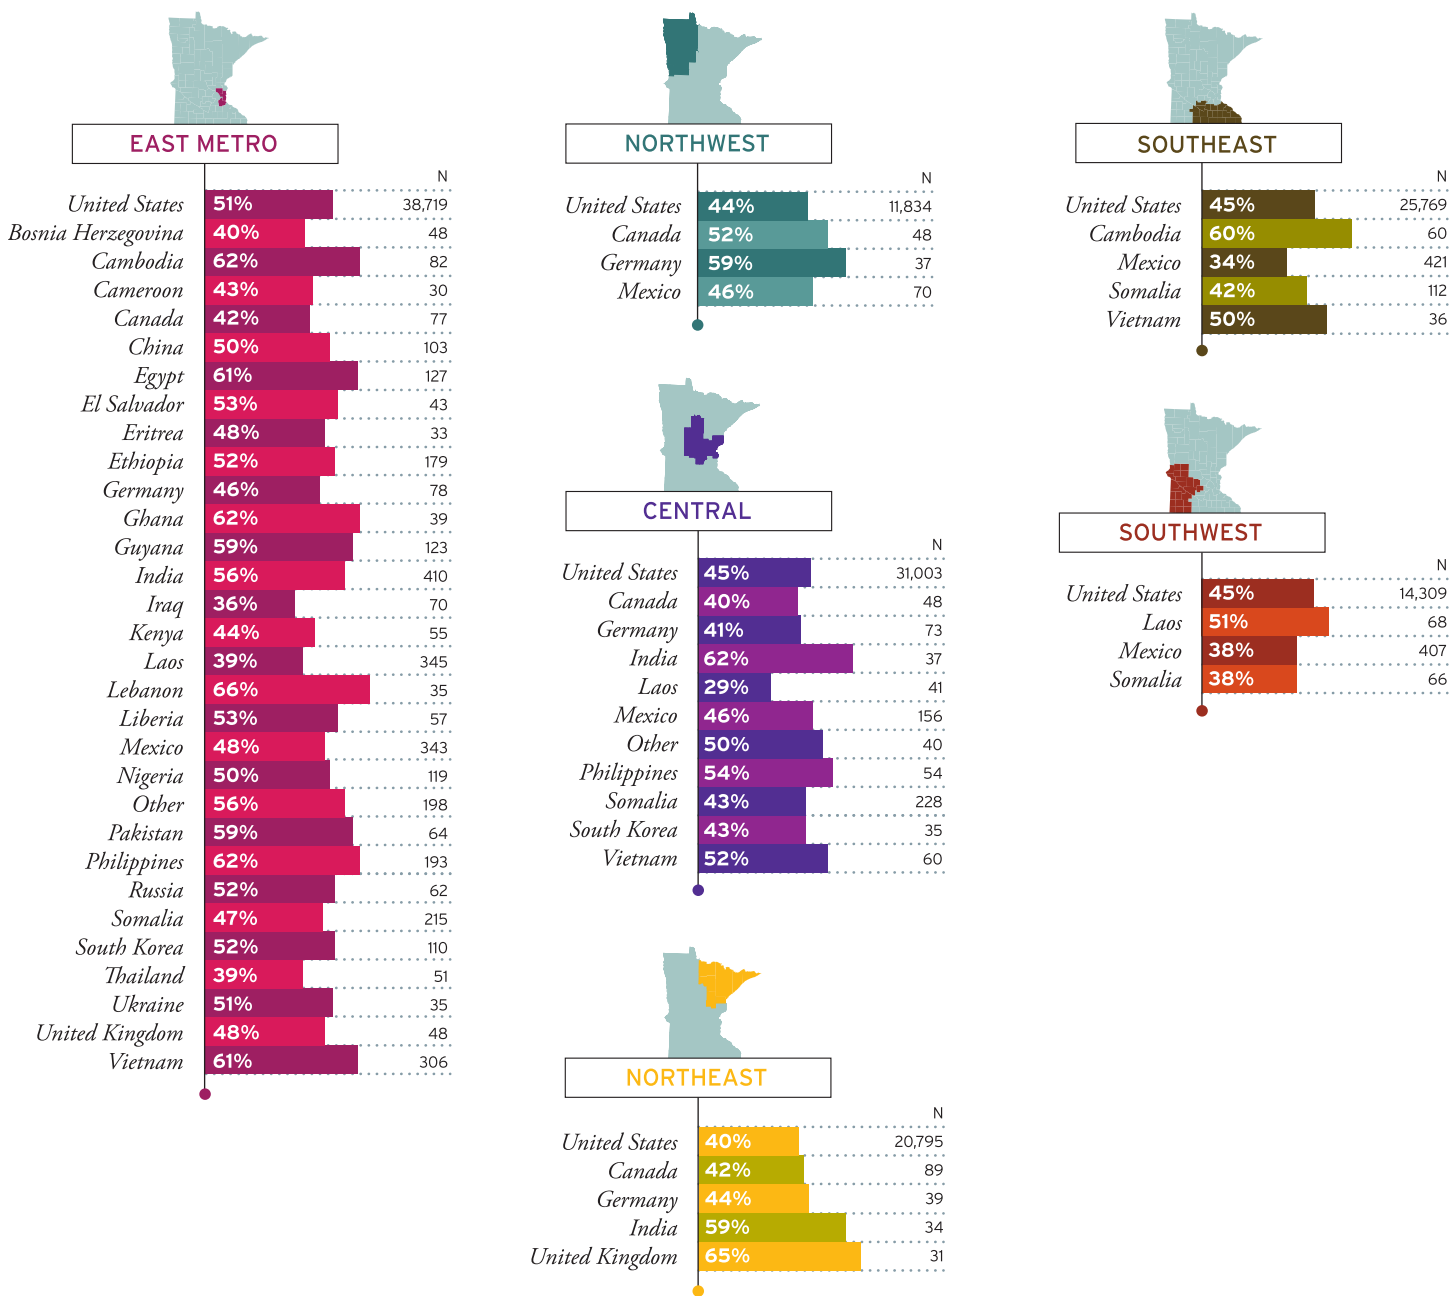 EAST METRO
N
United States 51% 38,719
Bosnia Herzegovina 40% 48
Cambodia 62% 82
Cameroon 43% 30
Canada 42% 77
China 50% 103
Egypt 61% 127
El Salvador 53% 43
Eritrea 48% 33
Ethiopia 52% 179
Germany 46% 78
Ghana 62% 39
Guyana 59% 123
India 56% 410
Iraq 36% 70
Kenya 44% 55
Laos 39% 345
Lebanon 66% 35
Liberia 53% 57
Mexico 48% 343
Nigeria 50% 119
Other 56% 198
Pakistan 59% 64
Philippines 62% 193
Russia 52% 62
Somalia 47% 215
South Korea 52% 110
Thailand 39% 51
Ukraine 51% 35
United Kingdom 48% 48
Vietnam 61% 306
NORTHWEST
N
United States 44% 11,834
Canada 52% 48
Germany 59% 37
Mexico 46% 70
CENTRAL
N
United States 45% 31,003
Canada 40% 48
Germany 41% 73
India 62% 37
Laos 29% 41
Mexico 46% 156
Other 50% 40
Philippines 54% 54
Somalia 43% 228
South Korea 43% 35
Vietnam 52% 60
NORTHEAST
N
United States 40% 20,795
Canada 42% 89
Germany 44% 39
India 59% 34
United Kingdom 65% 31
SOUTHEAST
N
United States 45% 25,769
Cambodia 60% 60
Mexico 34% 421
Somalia 42% 112
Vietnam 50% 36
SOUTHWEST
N
United States 45% 14,309
Laos 51% 68
Mexico 38% 407
Somalia 38% 66